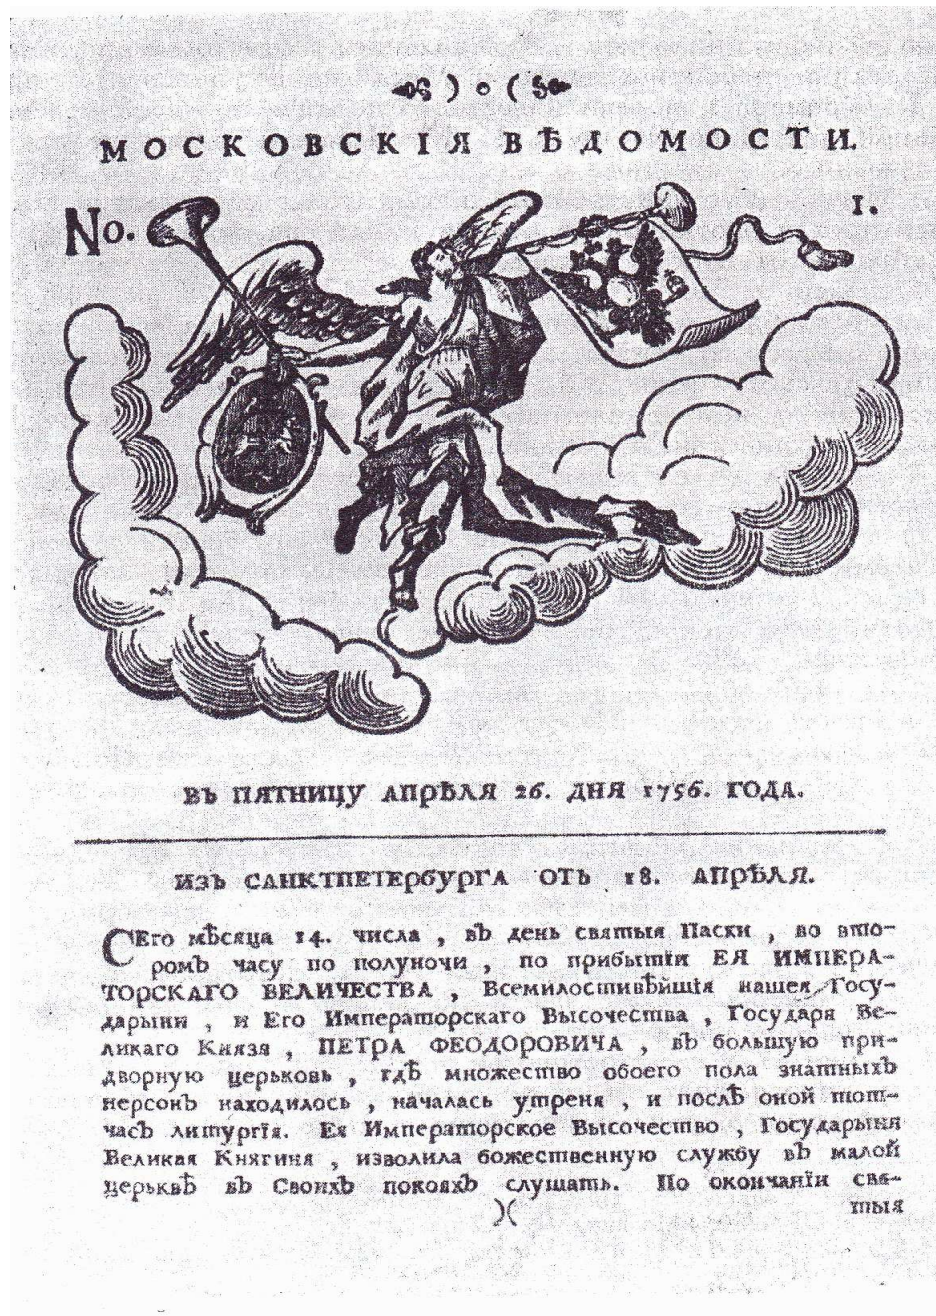 МОСКОВСКІЯ ВѢДОМОСТИ.
No. 1.
ВЪ ПЯТНИЦУ АПРѢЛЯ 26. ДНЯ 1756. ГОДА.
ИЗЪ САНКТПЕТЕРБУРГА ОТЪ 18. АПРѢЛЯ.
СЕго мѣсяца 14. числа , въ день святыя Пасхи , во вто-
ромъ часу по полуночи , по прибытіи ЕЯ ИМПЕРА-
ТОРСКАГО ВЕЛИЧЕСТВА , Всемилостивѣйшія нашея Госу-
дарыни , и Его Императорскаго Высочества , Государя Ве-
ликаго Князя , ПЕТРА ФЕОДОРОВИЧА , въ большую при-
дворную церьковь , гдѣ множество обоего пола знатныхъ
персонъ находилось , началась утреня , и послѣ оной тот-
часъ литургія. Ея Императорское Высочество , Государыня
Великая Княгиня , изволила божественную службу въ малой
церьквѣ въ Своихъ покояхъ слушать. По окончаніи свя-
тыя